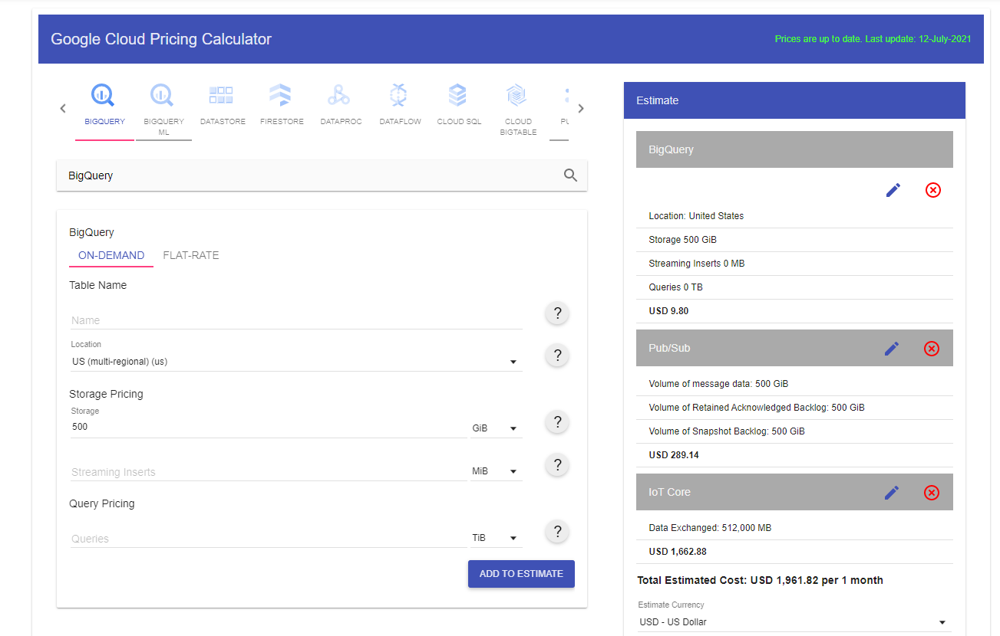 Google Cloud Pricing Calculator
Prices are up to date. Last update: 12-July-2021
BIGQUERY
BIGQUERY
ML
DATASTORE
FIRESTORE
DATAPROC
DATAFLOW
CLOUD SQL
CLOUD
BIGTABLE
BigQuery
BigQuery
ON-DEMAND FLAT-RATE
Table Name
Name
?
Location
US (multi-regional) (us)
?
Storage Pricing
Storage
500 GiB
?
Streaming Inserts MiB
?
Query Pricing
Queries TiB
?
ADD TO ESTIMATE
Estimate
BigQuery
Location: United States
Storage 500 GiB
Streaming Inserts 0 MB
Queries 0 TB
USD 9.80
Pub/Sub
Volume of message data: 500 GiB
Volume of Retained Acknowledged Backlog: 500 GiB
Volume of Snapshot Backlog: 500 GiB
USD 289.14
IoT Core
Data Exchanged: 512,000 MB
USD 1,662.88
Total Estimated Cost: USD 1,961.82 per 1 month
Estimate Currency
USD - US Dollar